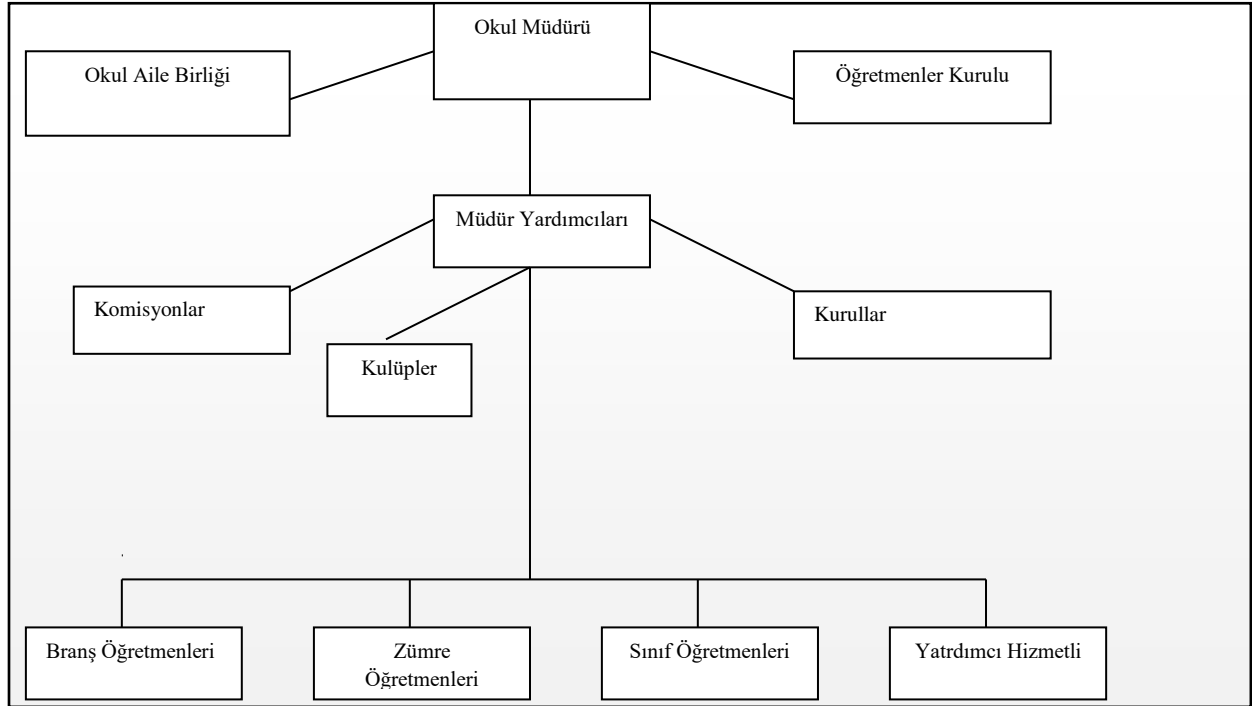 Okul Müdürü
Okul Aile Birliği
Öğretmenler Kurulu
Müdür Yardımcıları
Komisyonlar
Kurullar
Kulüpler
Branş Öğretmenleri
Zümre
Öğretmenleri
Sınıf Öğretmenleri
Yatrdımcı Hizmetli